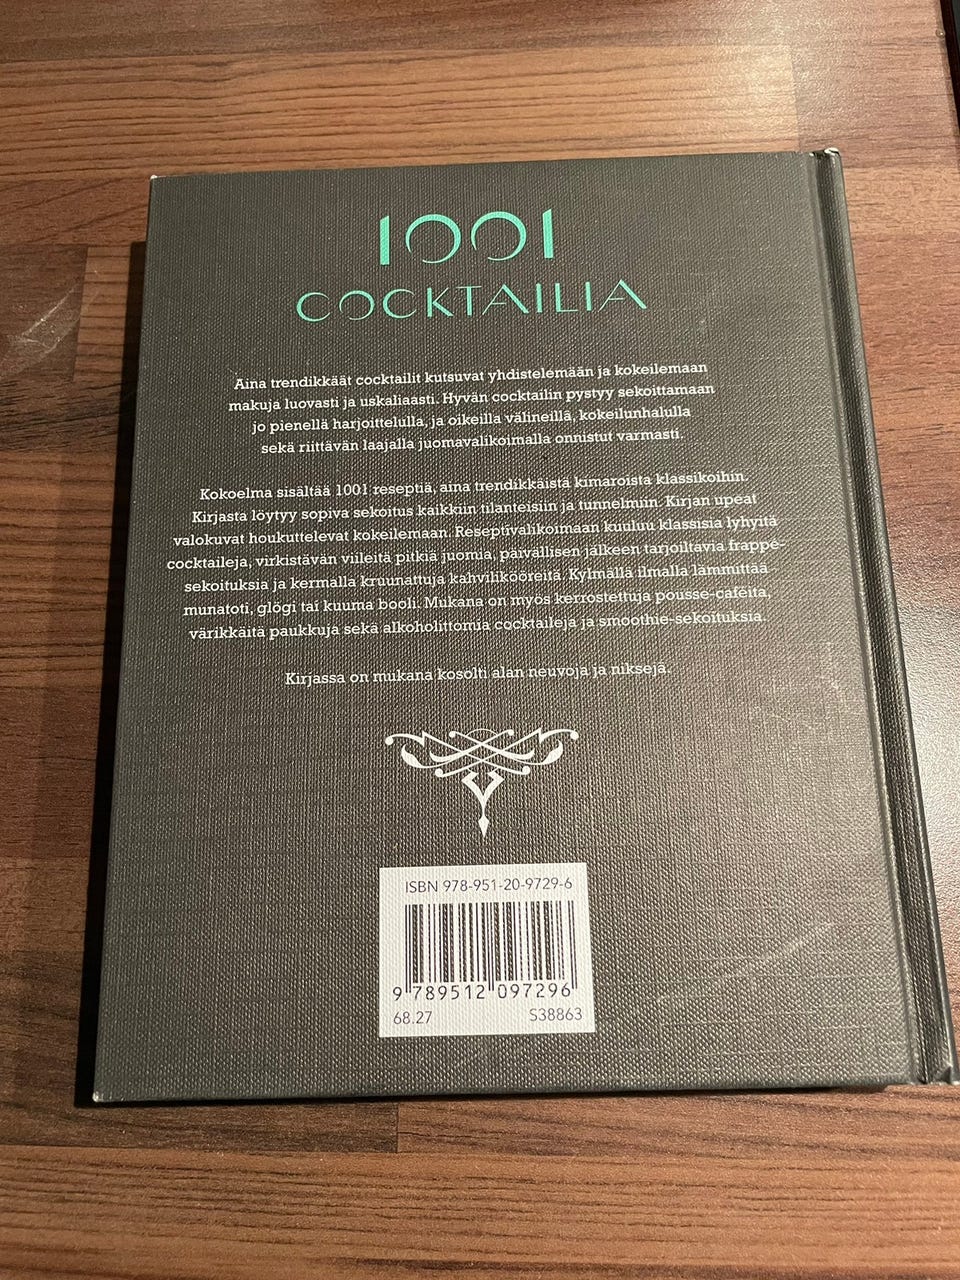 1001
COCKTAILIA
Aina trendikkäät cocktailit kutsuvat yhdistelemään ja kokeilemaan
makuja luovasti ja uskaliaasti. Hyvän cocktailin pystyy sekoittamaan
jo pienellä harjoittelulla, ja oikeilla välineillä, kokeilunhalulla
sekä riittävän laajalla juomavalikoimalla onnistut varmasti.
Kokoelma sisältää 1001 reseptiä, aina trendikkäistä kimaroista klassikoihin.
Kirjasta löytyy sopiva sekoitus kaikkiin tilanteisiin ja tunnelmiin. Kirjan upeat
valokuvat houkuttelevat kokeilemaan. Reseptivalikoimaan kuuluu klassisia lyhyitä
cocktaileja, virkistävän viileitä pitkiä juomia, päivällisen jälkeen tarjoiltavia frappé-
sekoituksia ja kermalla kruunattuja kahviliköörejä. Kylmällä ilmalla lämmittää
munatoti, glögi tai kuuma booli. Mukana on myös kerrostettuja pousse-caféita,
värikkäitä paukkuja sekä alkoholittomia cocktaileja ja smoothie-sekoituksia.
Kirjassa on mukana kosolti alan neuvoja ja niksejä.
ISBN 978-951-20-9729-6
9 789512 097296
68.27 S38863